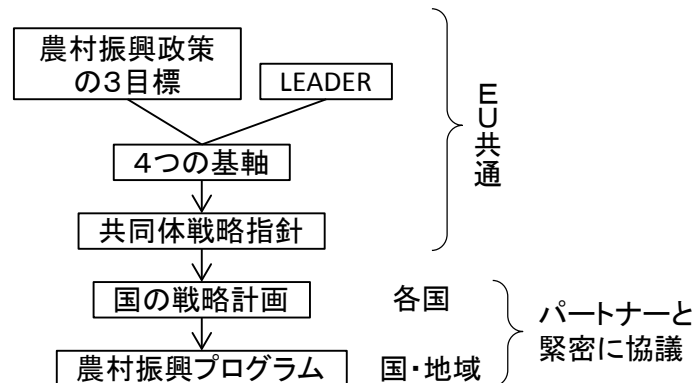 農村振興政策
の3目標
LEADER
4つの基軸
共同体戦略指針
EU共通
国の戦略計画
各国
農村振興プログラム
国・地域
パートナーと
緊密に協議